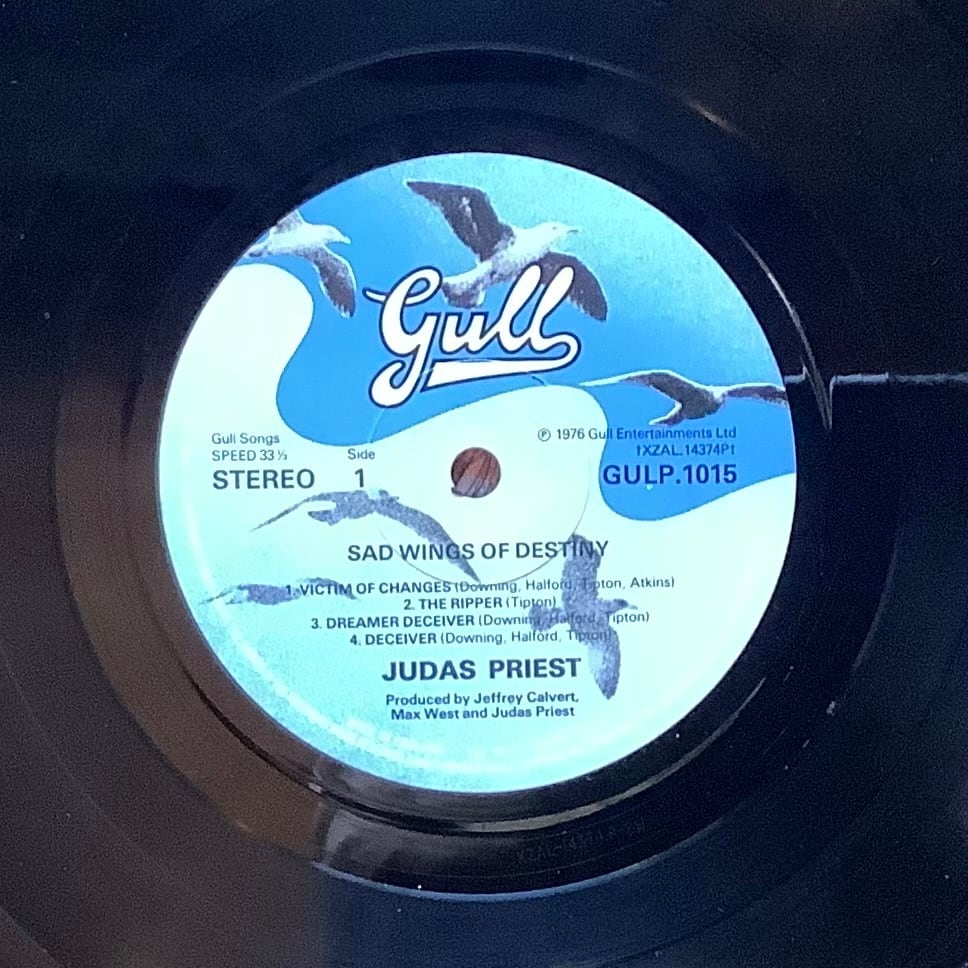 Gull
Gull Songs
SPEED 33⅓ Side
STEREO 1
℗ 1976 Gull Entertainments Ltd
†XZAL.14374P†
GULP.1015
SAD WINGS OF DESTINY
1. VICTIM OF CHANGES (Downing, Halford, Tipton, Atkins)
2. THE RIPPER (Tipton)
3. DREAMER DECEIVER (Downing, Halford, Tipton)
4. DECEIVER (Downing, Halford, Tipton)
JUDAS PRIEST
Produced by Jeffrey Calvert,
Max West and Judas Priest